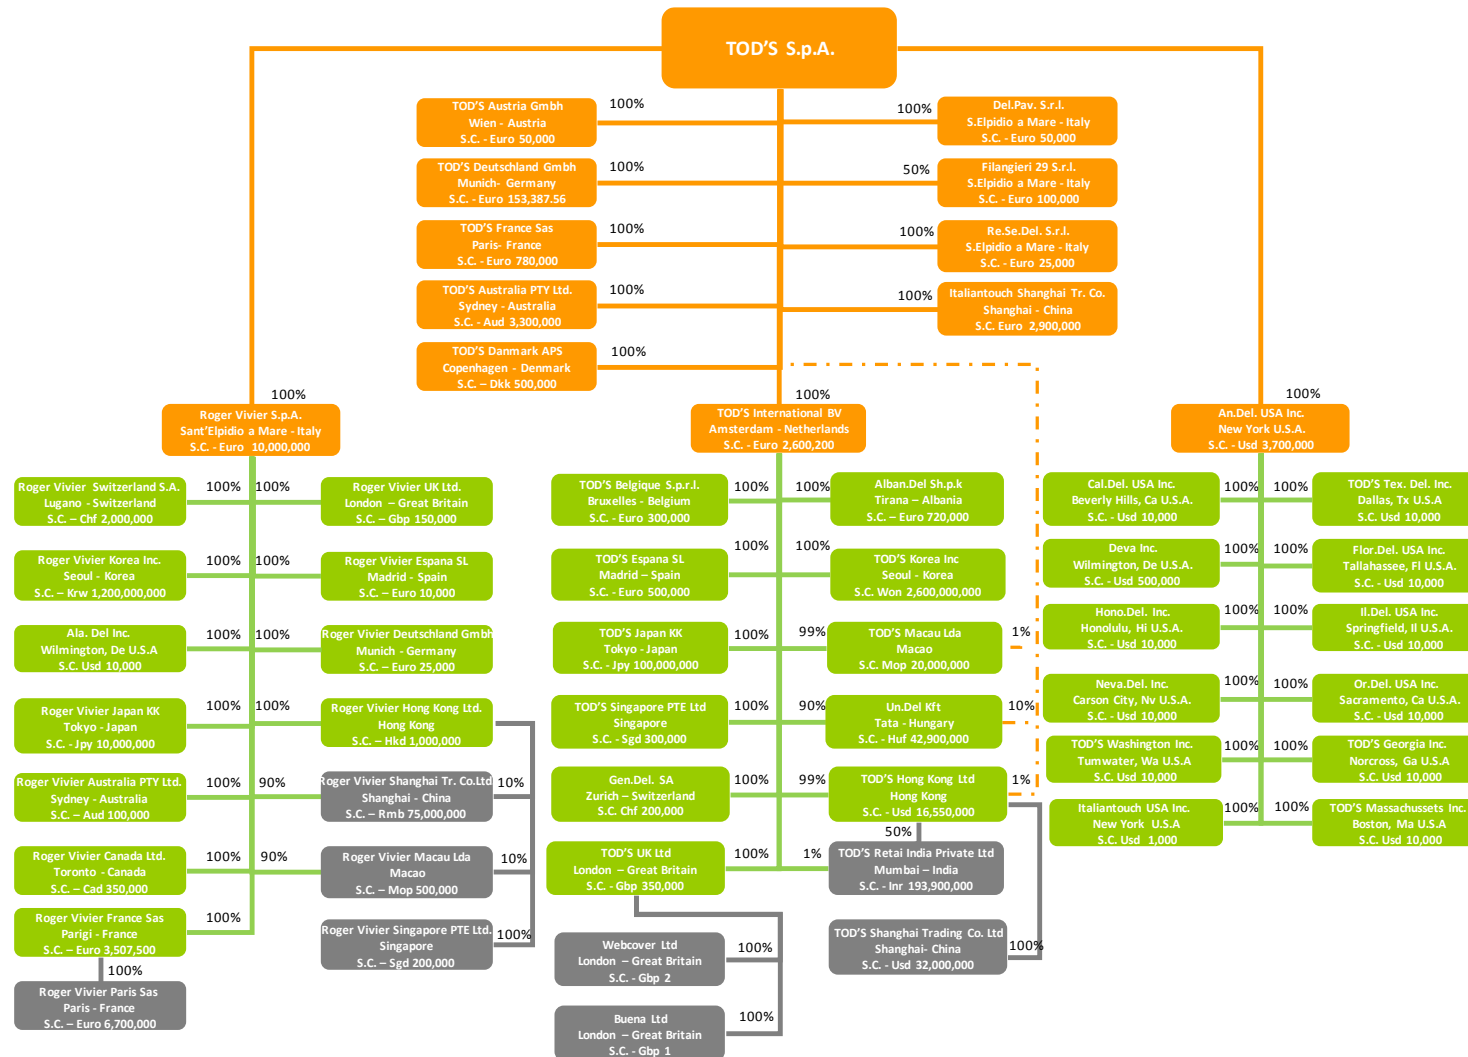 TOD'S S.p.A.
TOD'S Austria Gmbh
Wien - Austria
S.C. - Euro 50,000
100%
100%
Del.Pav. S.r.l.
S.Elpidio a Mare - Italy
S.C. - Euro 50,000
TOD'S Deutschland Gmbh
Munich- Germany
S.C. - Euro 153,387.56
100%
50%
Filangieri 29 S.r.l.
S.Elpidio a Mare - Italy
S.C. - Euro 100,000
TOD'S France Sas
Paris- France
S.C. - Euro 780,000
100%
100%
Re.Se.Del. S.r.l.
S.Elpidio a Mare - Italy
S.C. - Euro 25,000
TOD'S Australia PTY Ltd.
Sydney - Australia
S.C. - Aud 3,300,000
100%
100%
Italiantouch Shanghai Tr. Co.
Shanghai - China
S.C. Euro 2,900,000
TOD'S Danmark APS
Copenhagen - Denmark
S.C. – Dkk 500,000
100%
100%
Roger Vivier S.p.A.
Sant'Elpidio a Mare - Italy
S.C. - Euro 10,000,000
100%
TOD'S International BV
Amsterdam - Netherlands
S.C. - Euro 2,600,200
100%
An.Del. USA Inc.
New York U.S.A.
S.C. - Usd 3,700,000
Roger Vivier Switzerland S.A.
Lugano - Switzerland
S.C. – Chf 2,000,000
100%
100%
Roger Vivier UK Ltd.
London – Great Britain
S.C. – Gbp 150,000
Roger Vivier Korea Inc.
Seoul - Korea
S.C. – Krw 1,200,000,000
100%
100%
Roger Vivier Espana SL
Madrid - Spain
S.C. – Euro 10,000
Ala. Del Inc.
Wilmington, De U.S.A
S.C. Usd 10,000
100%
100%
Roger Vivier Deutschland Gmbh
Munich - Germany
S.C. – Euro 25,000
Roger Vivier Japan KK
Tokyo - Japan
S.C. - Jpy 10,000,000
100%
100%
Roger Vivier Hong Kong Ltd.
Hong Kong
S.C. – Hkd 1,000,000
Roger Vivier Australia PTY Ltd.
Sydney - Australia
S.C. – Aud 100,000
100%
90%
Roger Vivier Shanghai Tr. Co.Ltd
Shanghai - China
S.C. – Rmb 75,000,000
10%
Roger Vivier Canada Ltd.
Toronto - Canada
S.C. – Cad 350,000
100%
90%
Roger Vivier Macau Lda
Macao
S.C. – Mop 500,000
10%
Roger Vivier France Sas
Parigi - France
S.C. – Euro 3,507,500
100%
Roger Vivier Singapore PTE Ltd.
Singapore
S.C. – Sgd 200,000
100%
100%
Roger Vivier Paris Sas
Paris - France
S.C. – Euro 6,700,000
TOD'S Belgique S.p.r.l.
Bruxelles - Belgium
S.C. - Euro 300,000
100%
100%
Alban.Del Sh.p.k
Tirana – Albania
S.C. – Euro 720,000
TOD'S Espana SL
Madrid – Spain
S.C. - Euro 500,000
100%
100%
TOD'S Korea Inc
Seoul - Korea
S.C. Won 2,600,000,000
TOD'S Japan KK
Tokyo - Japan
S.C. - Jpy 100,000,000
100%
99%
TOD'S Macau Lda
Macao
S.C. Mop 20,000,000
1%
TOD'S Singapore PTE Ltd
Singapore
S.C. - Sgd 300,000
100%
90%
Un.Del Kft
Tata - Hungary
S.C. - Huf 42,900,000
10%
Gen.Del. SA
Zurich – Switzerland
S.C. Chf 200,000
100%
99%
TOD'S Hong Kong Ltd
Hong Kong
S.C. - Usd 16,550,000
1%
50%
TOD'S UK Ltd
London – Great Britain
S.C. - Gbp 350,000
100%
1%
TOD'S Retai India Private Ltd
Mumbai – India
S.C. - Inr 193,900,000
Webcover Ltd
London – Great Britain
S.C. - Gbp 2
100%
TOD'S Shanghai Trading Co. Ltd
Shanghai- China
S.C. - Usd 32,000,000
100%
Buena Ltd
London – Great Britain
S.C. - Gbp 1
100%
Cal.Del. USA Inc.
Beverly Hills, Ca U.S.A.
S.C. - Usd 10,000
100%
100%
TOD'S Tex. Del. Inc.
Dallas, Tx U.S.A
S.C. Usd 10,000
Deva Inc.
Wilmington, De U.S.A.
S.C. - Usd 500,000
100%
100%
Flor.Del. USA Inc.
Tallahassee, Fl U.S.A.
S.C. - Usd 10,000
Hono.Del. Inc.
Honolulu, Hi U.S.A.
S.C. - Usd 10,000
100%
100%
Il.Del. USA Inc.
Springfield, Il U.S.A.
S.C. - Usd 10,000
Neva.Del. Inc.
Carson City, Nv U.S.A.
S.C. - Usd 10,000
100%
100%
Or.Del. USA Inc.
Sacramento, Ca U.S.A.
S.C. - Usd 10,000
TOD'S Washington Inc.
Tumwater, Wa U.S.A
S.C. Usd 10,000
100%
100%
TOD'S Georgia Inc.
Norcross, Ga U.S.A
S.C. Usd 10,000
Italiantouch USA Inc.
New York U.S.A
S.C. Usd 1,000
100%
100%
TOD'S Massachussets Inc.
Boston, Ma U.S.A
S.C. Usd 10,000